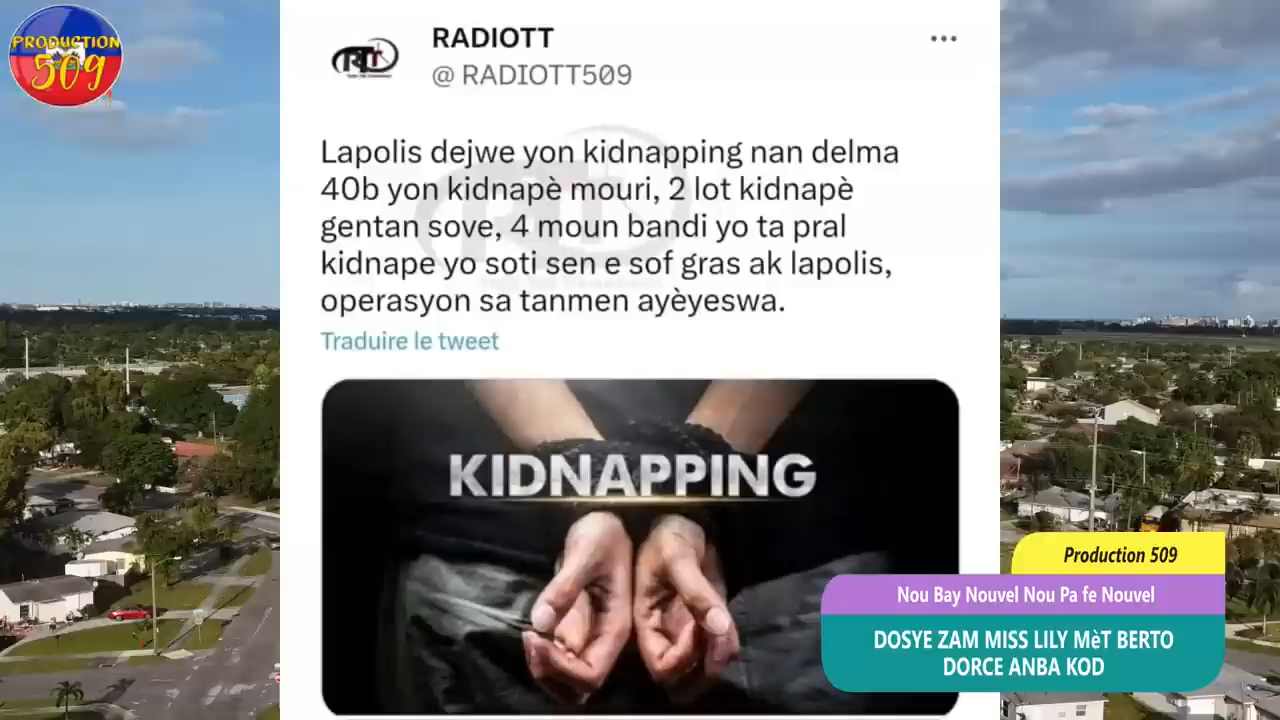 PRODUCTION
509
RADIOTT
@ RADIOTT509
RTt
Lapolis dejwe yon kidnapping nan delma
40b yon kidnapè mouri, 2 lot kidnapè
gentan sove, 4 moun bandi yo ta pral
kidnape yo soti sen e sof gras ak lapolis,
operasyon sa tanmen ayèyeswa.
Traduire le tweet
KIDNAPPING
Production 509
Nou Bay Nouvel Nou Pa fe Nouvel
DOSYE ZAM MISS LILY MèT BERTO
DORCE ANBA KOD